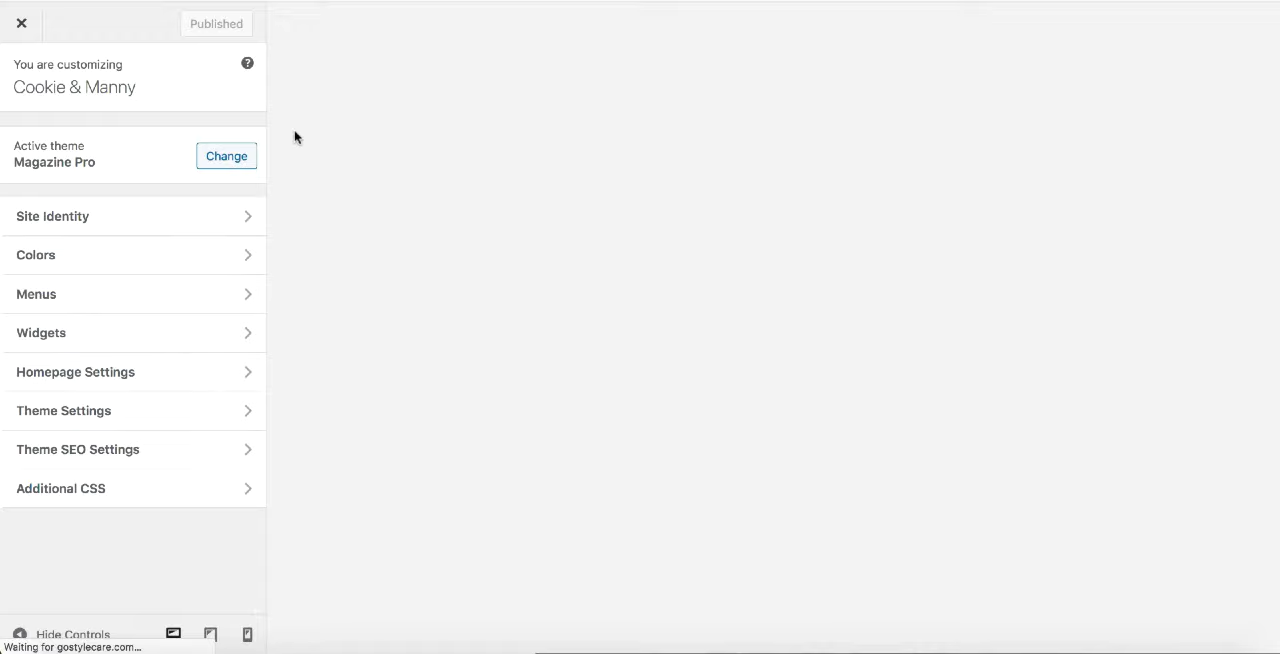 Published
You are customizing
Cookie & Manny
Active theme
Magazine Pro
Change
Site Identity
Colors
Menus
Widgets
Homepage Settings
Theme Settings
Theme SEO Settings
Additional CSS
Hide Controls
Waiting for gostylecare.com...